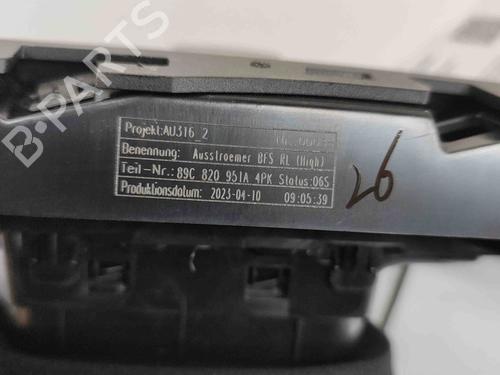 Projekt:AU316_2
Benennung: Ausstroemer BFS RL (High)
Teil-Nr.: 89C 820 951A 4PK Status:06S
Produktionsdatum: 2023-04-10 09:05:39
26